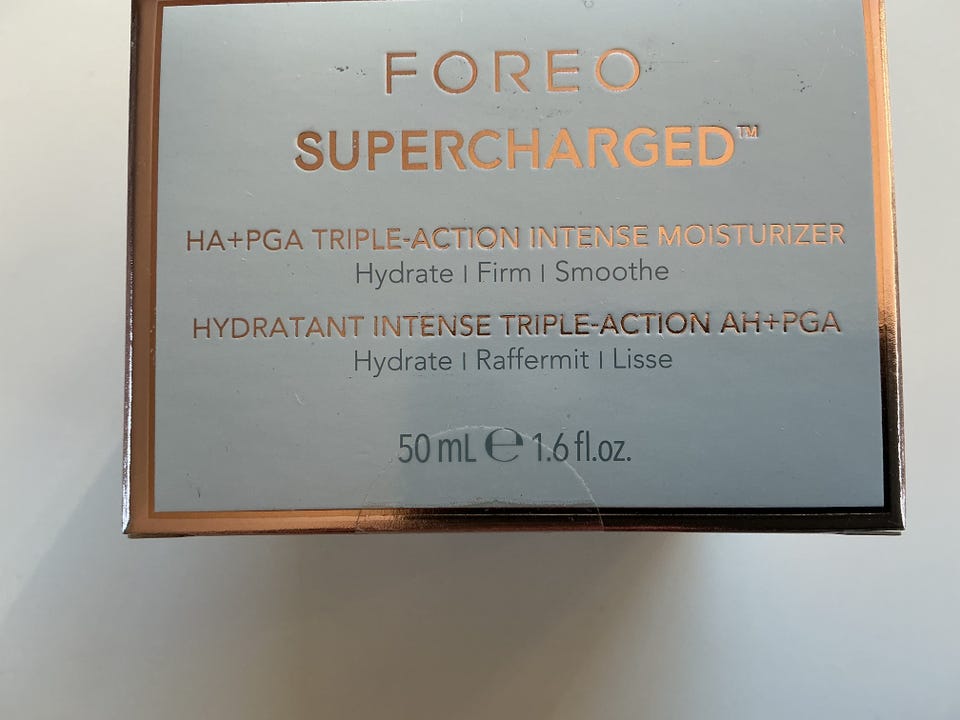 FOREO
SUPERCHARGED™
HA+PGA TRIPLE-ACTION INTENSE MOISTURIZER
Hydrate | Firm | Smoothe
HYDRATANT INTENSE TRIPLE-ACTION AH+PGA
Hydrate | Raffermit | Lisse
50 mL ℮ 1.6 fl.oz.